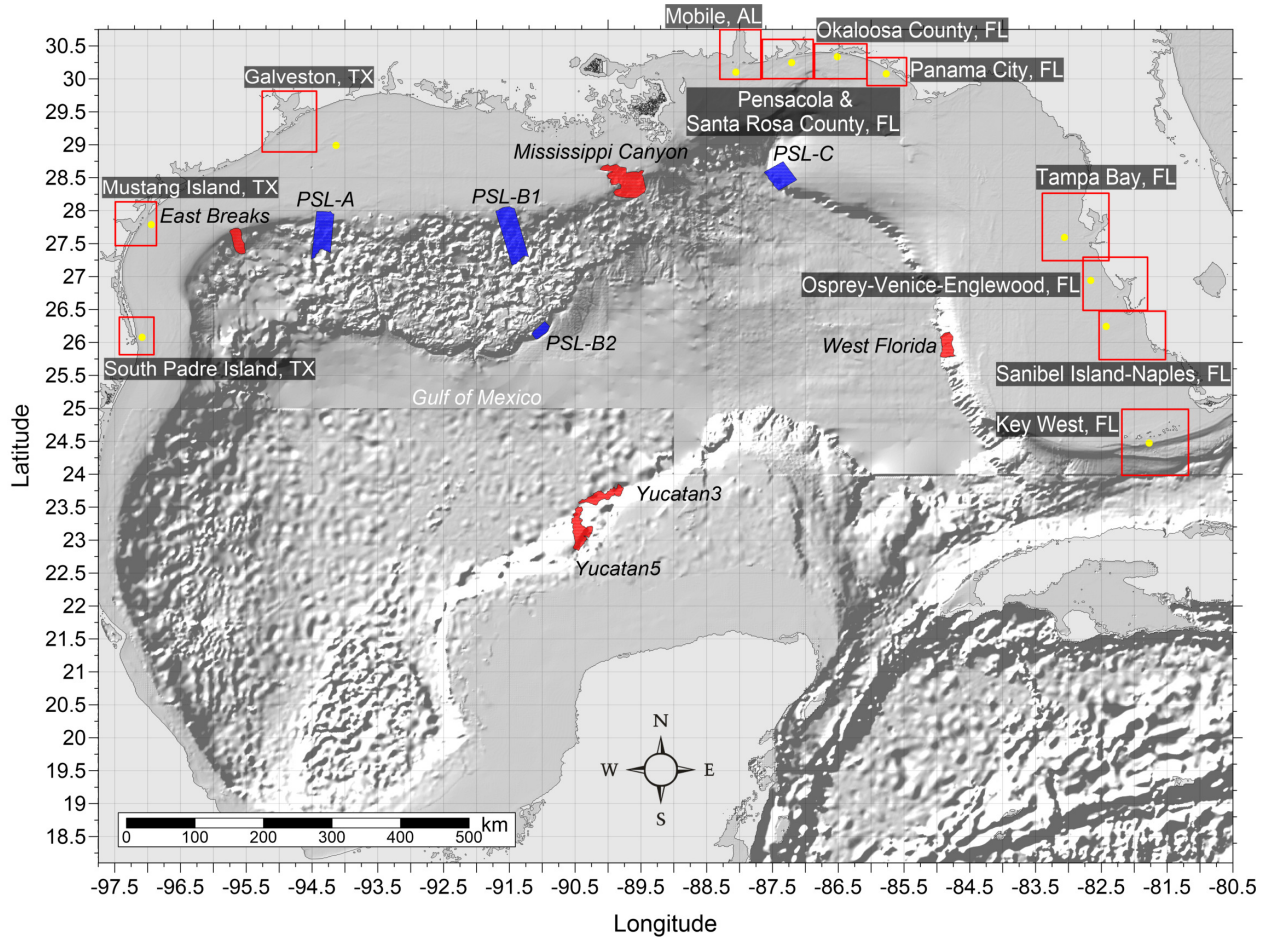 Mobile, AL
Okaloosa County, FL
Galveston, TX
Panama City, FL
Pensacola &
Santa Rosa County, FL
Mississippi Canyon
PSL-C
Mustang Island, TX
East Breaks
PSL-A
PSL-B1
Tampa Bay, FL
Osprey-Venice-Englewood, FL
PSL-B2
West Florida
South Padre Island, TX
Sanibel Island-Naples, FL
Gulf of Mexico
Key West, FL
Yucatan3
Yucatan5
N
W
E
S
0 100 200 300 400 500 km
30.5
30
29.5
29
28.5
28
27.5
27
26.5
26
25.5
25
24.5
24
23.5
23
22.5
22
21.5
21
20.5
20
19.5
19
18.5
Latitude
-97.5 -96.5 -95.5 -94.5 -93.5 -92.5 -91.5 -90.5 -89.5 -88.5 -87.5 -86.5 -85.5 -84.5 -83.5 -82.5 -81.5 -80.5
Longitude